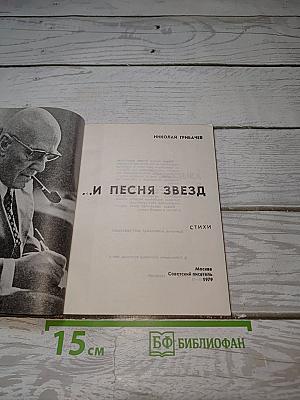 НИКОЛАЙ ГРИБАЧЕВ
...И ПЕСНЯ ЗВЕЗД
СТИХИ
Москва
Советский писатель
1979
15 см
БФ БИБЛИОФАН